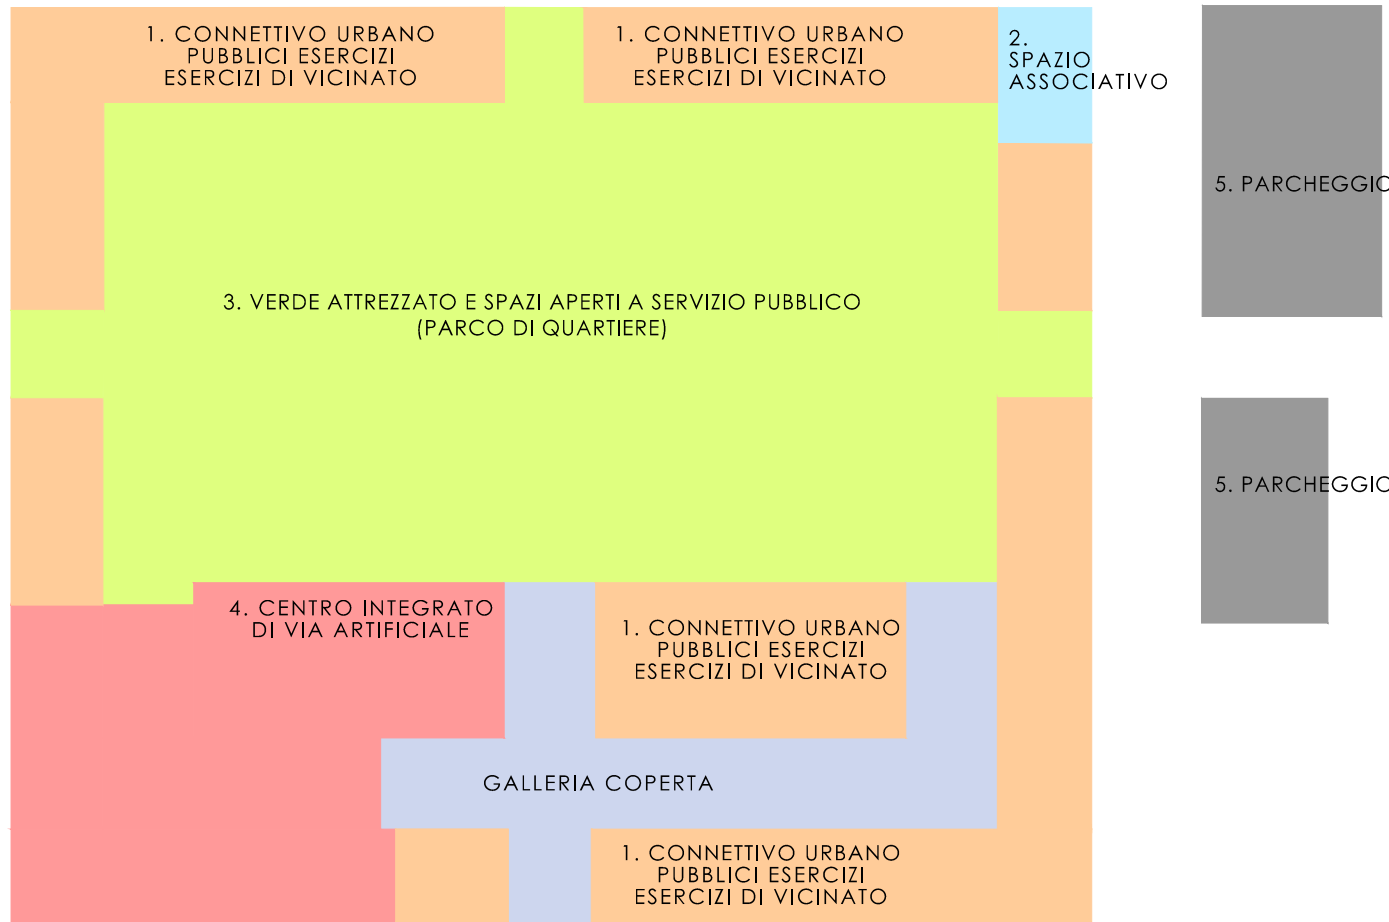 1. CONNETTIVO URBANO
PUBBLICI ESERCIZI
ESERCIZI DI VICINATO
1. CONNETTIVO URBANO
PUBBLICI ESERCIZI
ESERCIZI DI VICINATO
2.
SPAZIO
ASSOCIATIVO
5. PARCHEGGIO
3. VERDE ATTREZZATO E SPAZI APERTI A SERVIZIO PUBBLICO
(PARCO DI QUARTIERE)
5. PARCHEGGIO
4. CENTRO INTEGRATO
DI VIA ARTIFICIALE
1. CONNETTIVO URBANO
PUBBLICI ESERCIZI
ESERCIZI DI VICINATO
GALLERIA COPERTA
1. CONNETTIVO URBANO
PUBBLICI ESERCIZI
ESERCIZI DI VICINATO